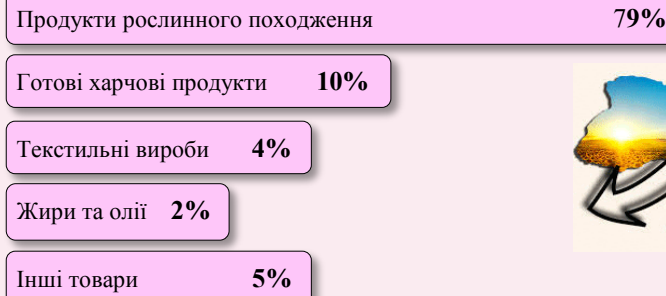 Продукти рослинного походження 79%
Готові харчові продукти 10%
Текстильні вироби 4%
Жири та олії 2%
Інші товари 5%